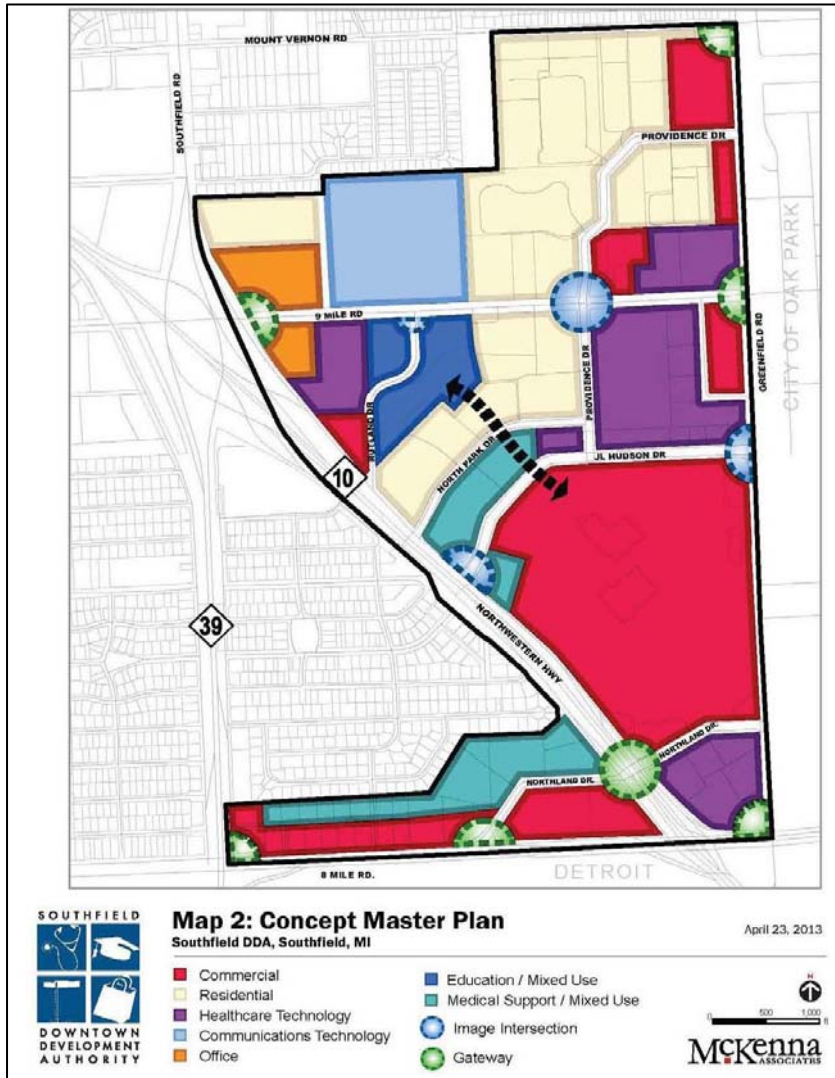 MOUNT VERNON RD
SOUTHFIELD RD
PROVIDENCE DR
CITY OF OAK PARK
GREENFIELD RD
9 MILE RD
PROVIDENCE DR
RUTLAND DR
NORTH PARK DR
JL HUDSON DR
10
39
NORTHWESTERN HWY
NORTHLAND DR.
NORTHLAND DR.
8 MILE RD.
DETROIT
SOUTHFIELD
DOWNTOWN
DEVELOPMENT
AUTHORITY
Map 2: Concept Master Plan
Southfield DDA, Southfield, MI
April 23, 2013
Commercial
Residential
Healthcare Technology
Communications Technology
Office
Education / Mixed Use
Medical Support / Mixed Use
Image Intersection
Gateway
N
0 500 1,000
ft
McKenna
ASSOCIATES